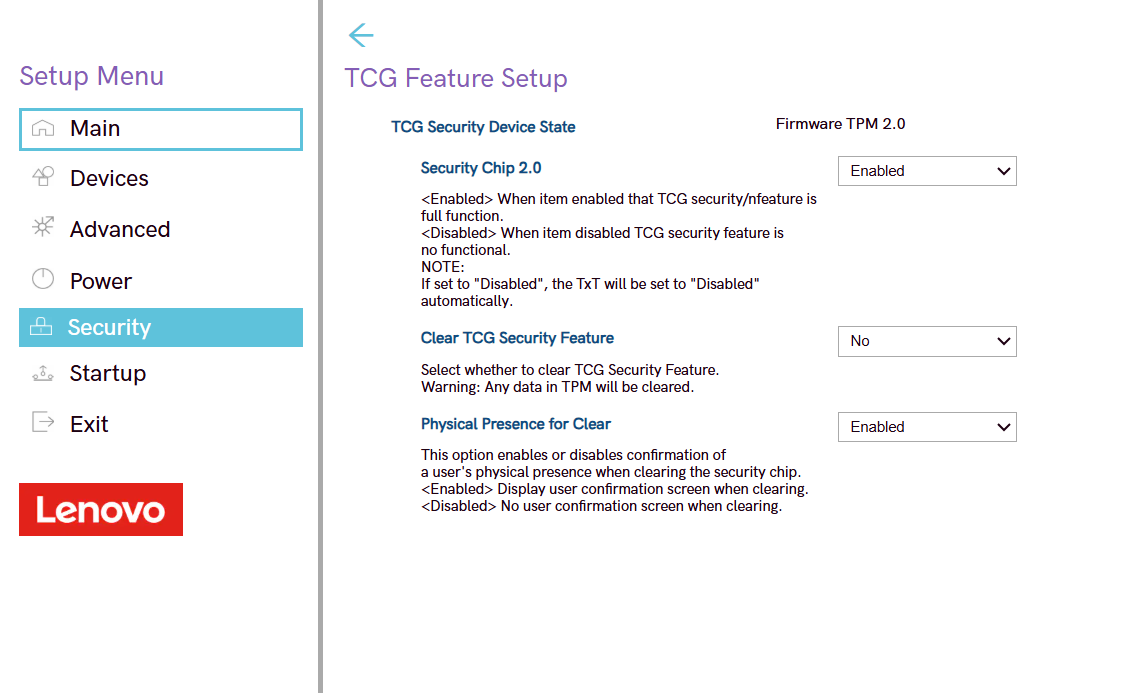 Setup Menu
Main
Devices
Advanced
Power
Security
Startup
Exit
Lenovo
TCG Feature Setup
TCG Security Device State
Firmware TPM 2.0
Security Chip 2.0
Enabled
<Enabled> When item enabled that TCG security/nfeature is
full function.
<Disabled> When item disabled TCG security feature is
no functional.
NOTE:
If set to "Disabled", the TxT will be set to "Disabled"
automatically.
Clear TCG Security Feature
No
Select whether to clear TCG Security Feature.
Warning: Any data in TPM will be cleared.
Physical Presence for Clear
Enabled
This option enables or disables confirmation of
a user's physical presence when clearing the security chip.
<Enabled> Display user confirmation screen when clearing.
<Disabled> No user confirmation screen when clearing.